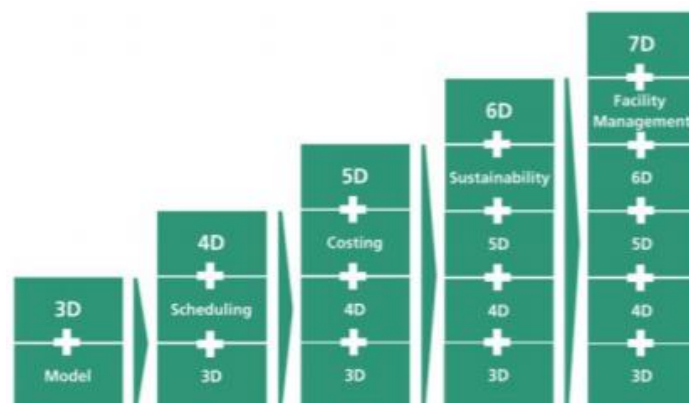 3D
Model
4D
Scheduling
3D
5D
Costing
4D
3D
6D
Sustainability
5D
4D
3D
7D
Facility
Management
6D
5D
4D
3D